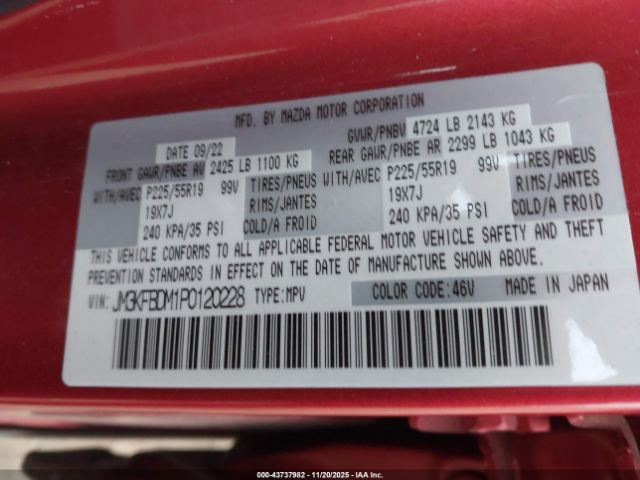 MFD. BY MAZDA MOTOR CORPORATION
DATE 09/22 GVWR/PNBV 4724 LB 2143 KG
FRONT GAWR/PNBE AV 2425 LB 1100 KG REAR GAWR/PNBE AR 2299 LB 1043 KG
WITH/AVEC P225/55R19 99V TIRES/PNEUS WITH/AVEC P225/55R19 99V TIRES/PNEUS
19X7J RIMS/JANTES 19X7J RIMS/JANTES
240 KPA/35 PSI COLD/A FROID 240 KPA/35 PSI COLD/A FROID
THIS VEHICLE CONFORMS TO ALL APPLICABLE FEDERAL MOTOR VEHICLE SAFETY AND THEFT
PREVENTION STANDARDS IN EFFECT ON THE DATE OF MANUFACTURE SHOWN ABOVE.
VIN: JM3KFBDM1P0120228 TYPE: MPV COLOR CODE: 46V MADE IN JAPAN
000-43737982 - 11/20/2025 - IAA Inc.